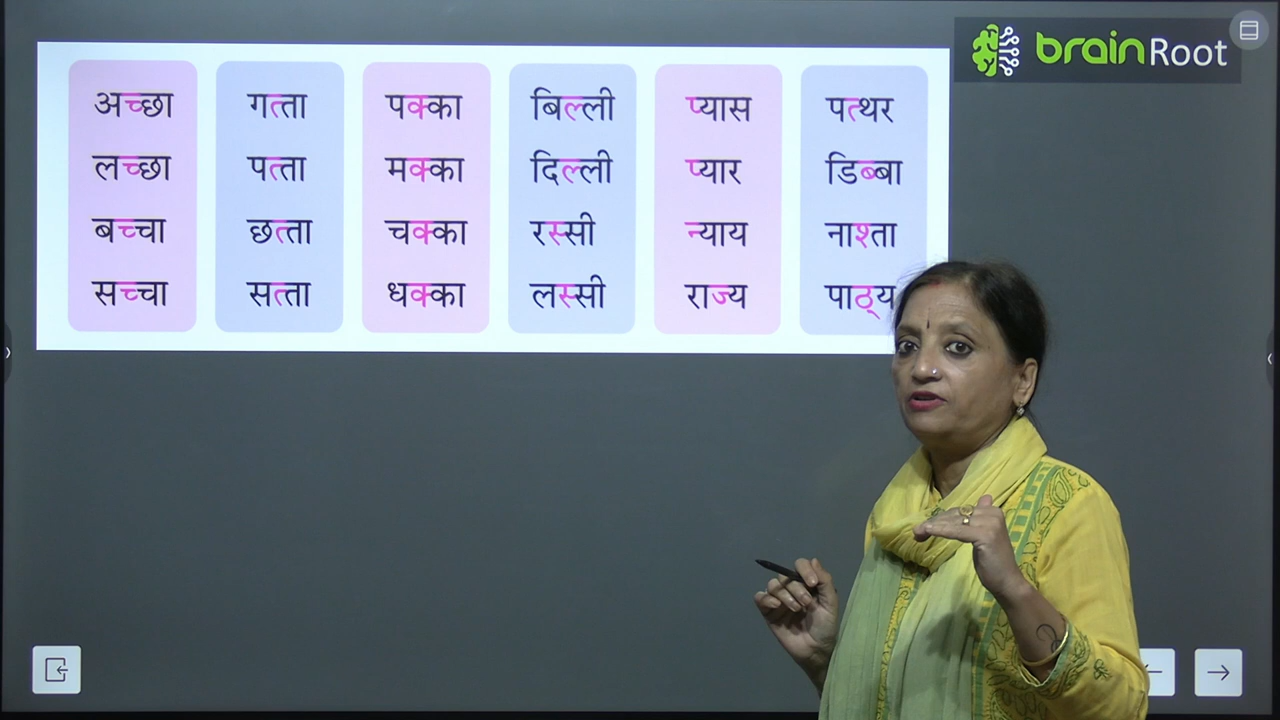 brainRoot
अच्छा गत्ता पक्का बिल्ली प्यास पत्थर
लच्छा पत्ता मक्का दिल्ली प्यार डिब्बा
बच्चा छत्ता चक्का रस्सी न्याय नाश्ता
सच्चा सत्ता धक्का लस्सी राज्य पाठ्य